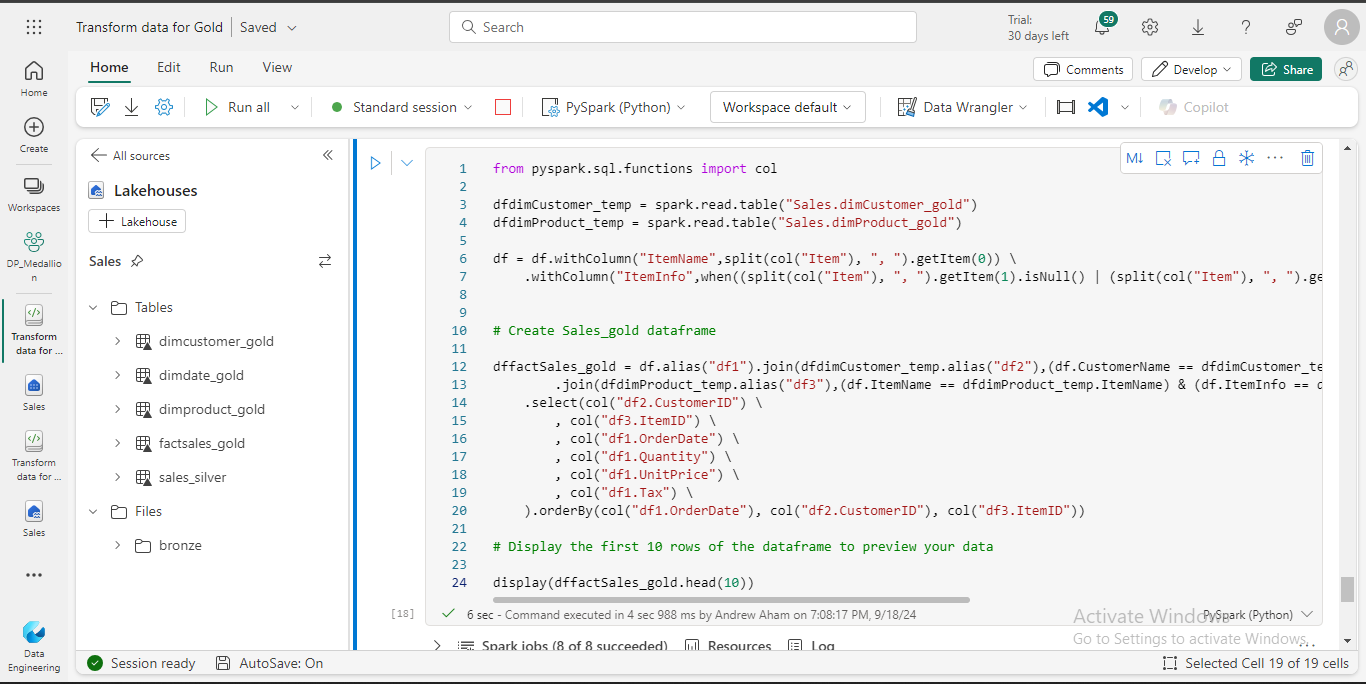 Transform data for Gold
Saved
Search
Trial:
30 days left
59
Home
Edit
Run
View
Comments
Develop
Share
Run all
Standard session
PySpark (Python)
Workspace default
Data Wrangler
Copilot
Home
Create
Workspaces
DP_Medallio
n
Transform
data for ...
Sales
Transform
data for ...
Sales
Data
Engineering
All sources
Lakehouses
Lakehouse
Sales
Tables
dimcustomer_gold
dimdate_gold
dimproduct_gold
factsales_gold
sales_silver
Files
bronze
M↓
1 from pyspark.sql.functions import col
2
3 dfdimCustomer_temp = spark.read.table("Sales.dimCustomer_gold")
4 dfdimProduct_temp = spark.read.table("Sales.dimProduct_gold")
5
6 df = df.withColumn("ItemName",split(col("Item"), ", ").getItem(0)) \
7 .withColumn("ItemInfo",when((split(col("Item"), ", ").getItem(1).isNull() | (split(col("Item"), ", ").ge
8
9
10 # Create Sales_gold dataframe
11
12 dffactSales_gold = df.alias("df1").join(dfdimCustomer_temp.alias("df2"),(df.CustomerName == dfdimCustomer_te
13 .join(dfdimProduct_temp.alias("df3"),(df.ItemName == dfdimProduct_temp.ItemName) & (df.ItemInfo == d
14 .select(col("df2.CustomerID") \
15 , col("df3.ItemID") \
16 , col("df1.OrderDate") \
17 , col("df1.Quantity") \
18 , col("df1.UnitPrice") \
19 , col("df1.Tax") \
20 ).orderBy(col("df1.OrderDate"), col("df2.CustomerID"), col("df3.ItemID"))
21
22 # Display the first 10 rows of the dataframe to preview your data
23
24 display(dffactSales_gold.head(10))
[18]
6 sec - Command executed in 4 sec 988 ms by Andrew Aham on 7:08:17 PM, 9/18/24
PySpark (Python)
Activate Windows
Go to Settings to activate Windows.
Spark jobs (8 of 8 succeeded)
Resources
Log
Session ready
AutoSave: On
Selected Cell 19 of 19 cells